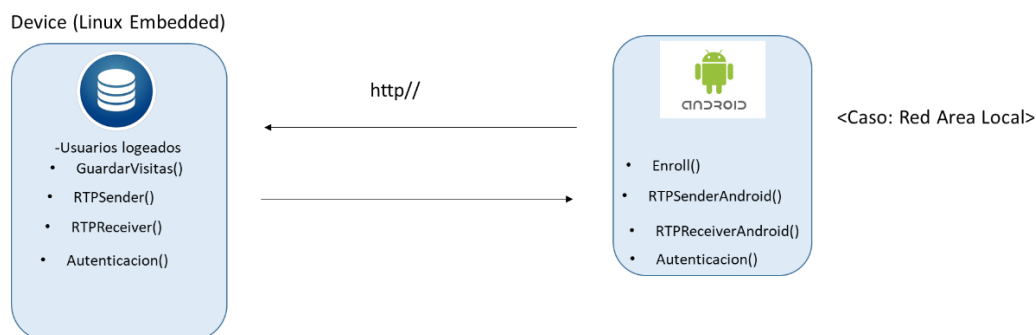 Device (Linux Embedded)
-Usuarios logeados
• GuardarVisitas()
• RTPSender()
• RTPReceiver()
• Autenticacion()
http//
ANDROID
• Enroll()
• RTPSenderAndroid()
• RTPReceiverAndroid()
• Autenticacion()
<Caso: Red Area Local>